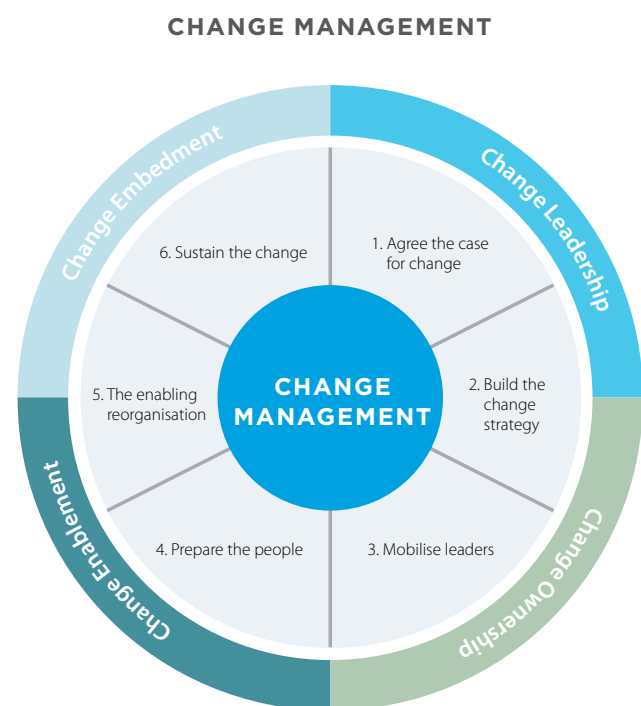 CHANGE MANAGEMENT
Change Embedment
Change Leadership
6. Sustain the change
1. Agree the case
for change
5. The enabling
reorganisation
CHANGE
MANAGEMENT
2. Build the
change
strategy
4. Prepare the people
3. Mobilise leaders
Change Enablement
Change Ownership